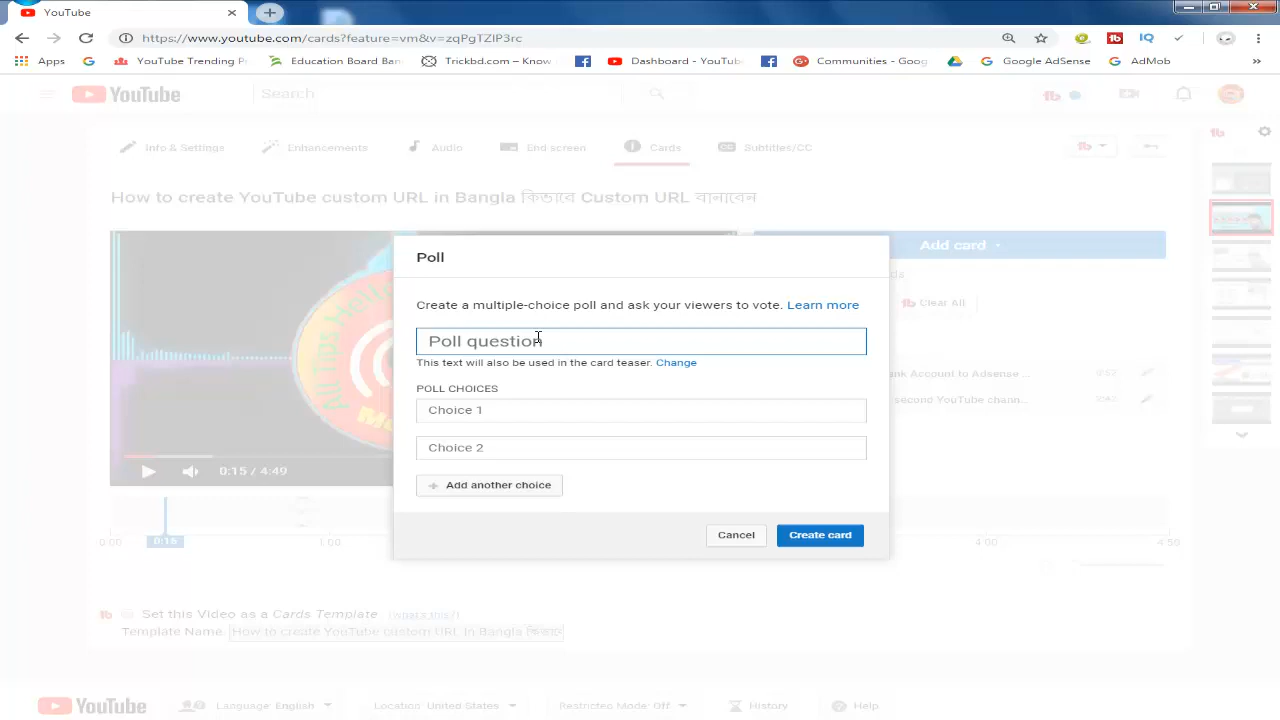 YouTube
https://www.youtube.com/cards?feature=vm&v=zqPgTZIP3rc
Apps
YouTube Trending P
Education Board Ban
Trickbd.com – Know
Dashboard - YouTub
Communities - Goog
Google AdSense
AdMob
YouTube
Search
Info & Settings
Enhancements
Audio
End screen
Cards
Subtitles/CC
How to create YouTube custom URL in Bangla কিভাবে Custom URL বানাবেন
Add card
Clear All
Poll
Create a multiple-choice poll and ask your viewers to vote. Learn more
Poll question
This text will also be used in the card teaser. Change
POLL CHOICES
Choice 1
Choice 2
Add another choice
Cancel
Create card
ank Account to Adsense ...
0:57
second YouTube chann...
0:15 / 4:49
0:00
0:16
1:00
4:00
Set this Video as a Cards Template (What's this?)
Template Name: How to create YouTube custom URL in Bangla কিভাবে
YouTube
Language: English
Location: United States
Restricted Mode: Off
History
Help